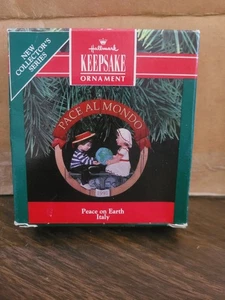 NEW
COLLECTOR'S
SERIES
Hallmark
KEEPSAKE
ORNAMENT
PACE AL MONDO
Peace on Earth
Italy